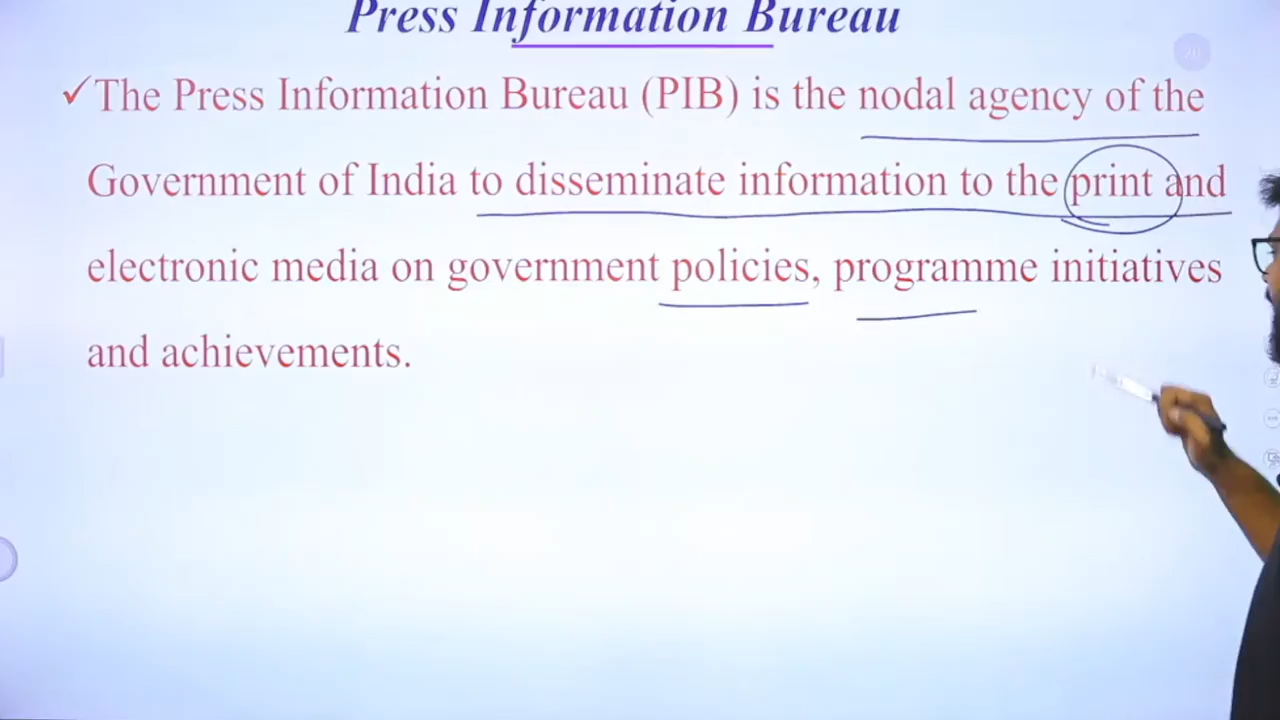 Press Information Bureau
✓The Press Information Bureau (PIB) is the nodal agency of the
Government of India to disseminate information to the print and
electronic media on government policies, programme initiatives
and achievements.
20